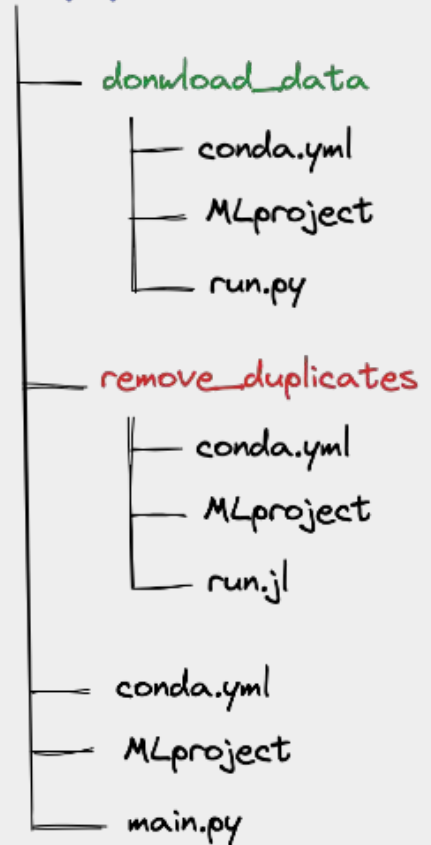 donwload_data
conda.yml
MLproject
run.py
remove_duplicates
conda.yml
MLproject
run.jl
conda.yml
MLproject
main.py